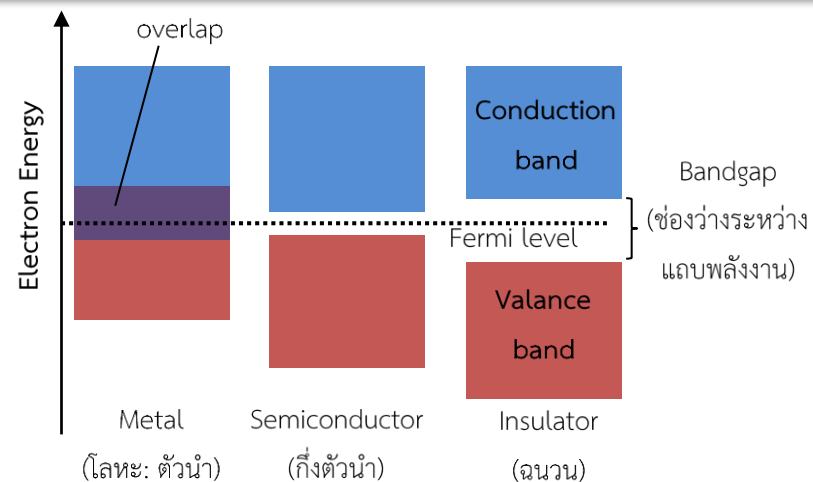 overlap
Electron Energy
Conduction
band
Bandgap
(ช่องว่างระหว่าง
แถบพลังงาน)
Fermi level
Valance
band
Metal
(โลหะ: ตัวนำ)
Semiconductor
(กึ่งตัวนำ)
Insulator
(ฉนวน)